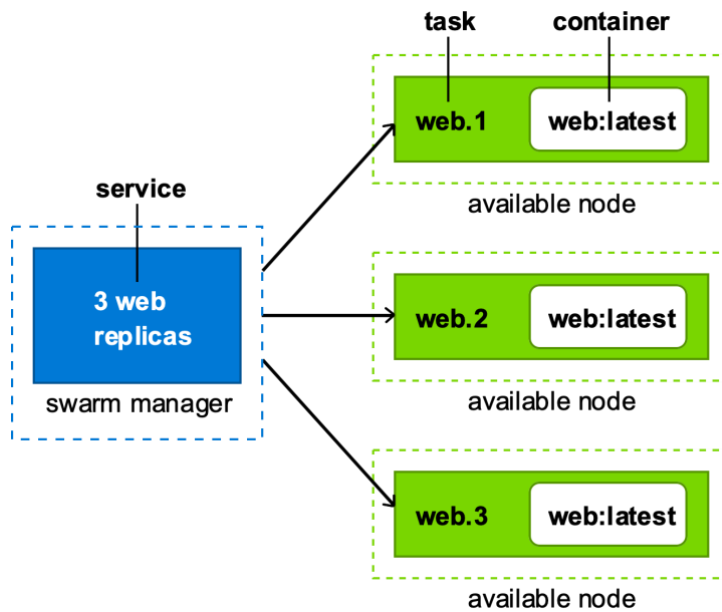 task
container
web.1
web:latest
available node
service
3 web
replicas
swarm manager
web.2
web:latest
available node
web.3
web:latest
available node